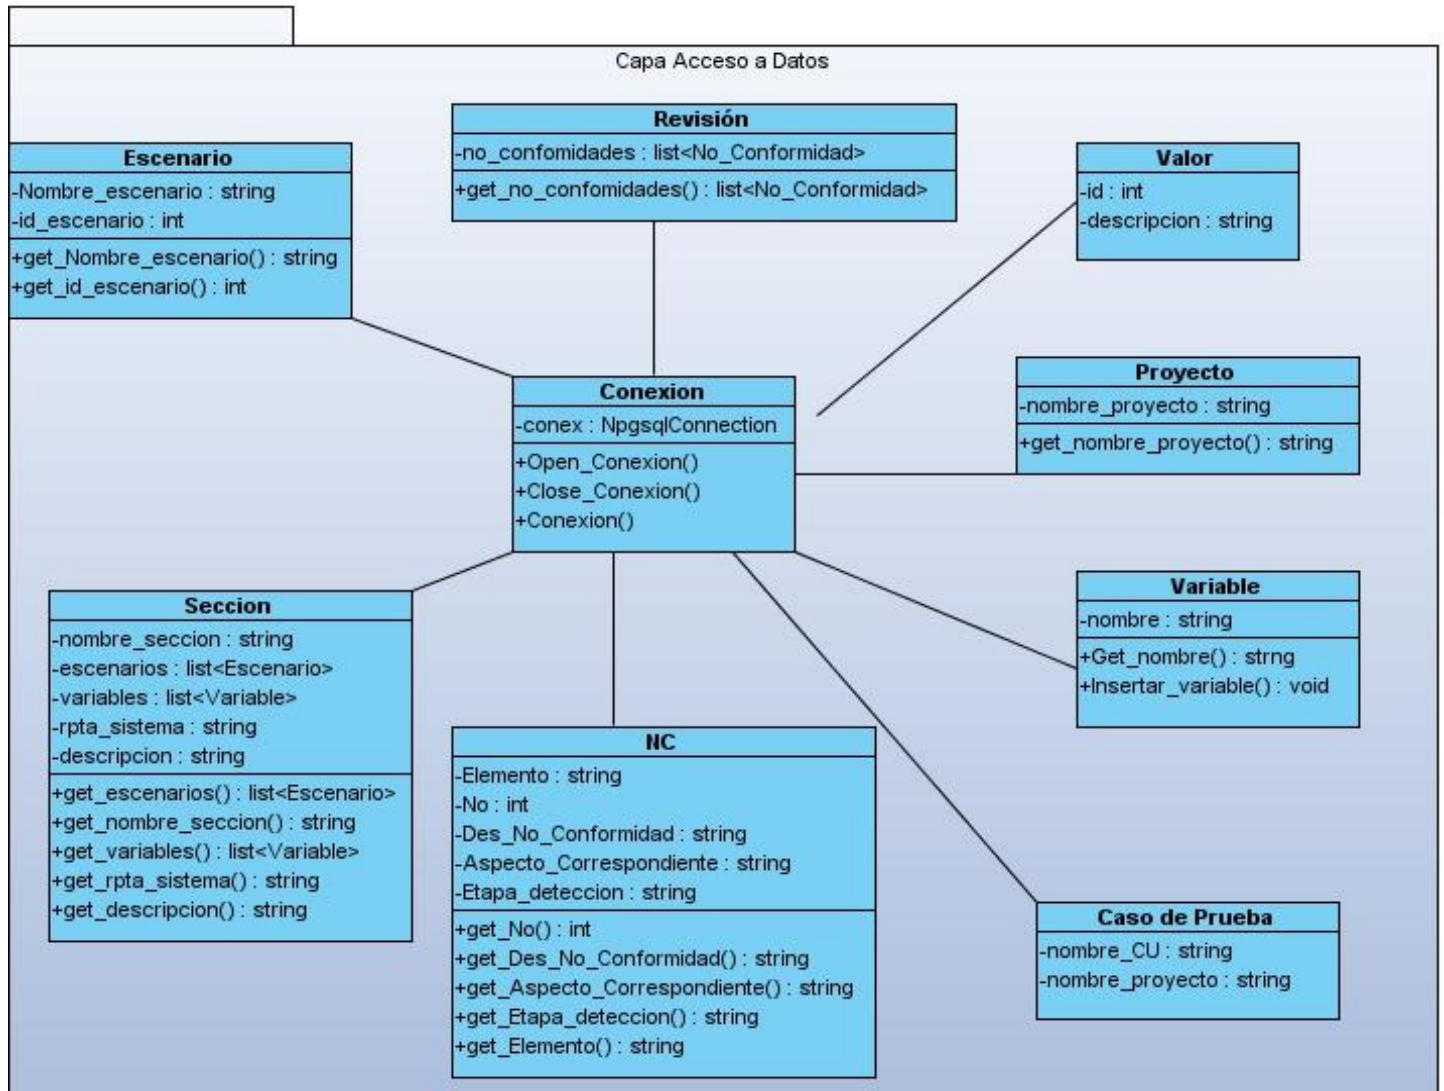 Capa Acceso a Datos
Revisión
-no_confomidades : list<No_Conformidad>
+get_no_confomidades() : list<No_Conformidad>
Escenario
-Nombre_escenario : string
-id_escenario : int
+get_Nombre_escenario() : string
+get_id_escenario() : int
Valor
-id : int
-descripcion : string
Conexion
-conex : NpgsqlConnection
+Open_Conexion()
+Close_Conexion()
+Conexion()
Proyecto
-nombre_proyecto : string
+get_nombre_proyecto() : string
Seccion
-nombre_seccion : string
-escenarios : list<Escenario>
-variables : list<Variable>
-rpta_sistema : string
-descripcion : string
+get_escenarios() : list<Escenario>
+get_nombre_seccion() : string
+get_variables() : list<Variable>
+get_rpta_sistema() : string
+get_descripcion() : string
Variable
-nombre : string
+Get_nombre() : strng
+Insertar_variable() : void
NC
-Elemento : string
-No : int
-Des_No_Conformidad : string
-Aspecto_Correspondiente : string
-Etapa_deteccion : string
+get_No() : int
+get_Des_No_Conformidad() : string
+get_Aspecto_Correspondiente() : string
+get_Etapa_deteccion() : string
+get_Elemento() : string
Caso de Prueba
-nombre_CU : string
-nombre_proyecto : string